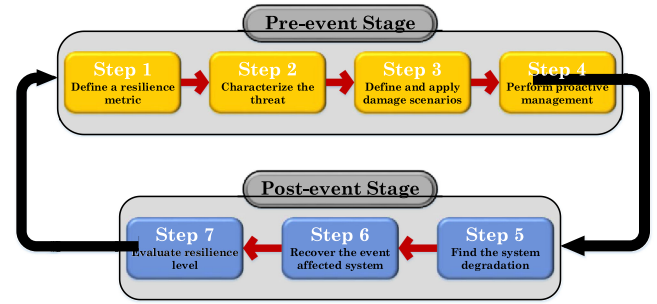 Pre-event Stage
Step 1
Define a resilience
metric
Step 2
Characterize the
threat
Step 3
Define and apply
damage scenarios
Step 4
Perform proactive
management
Post-event Stage
Step 7
Evaluate resilience
level
Step 6
Recover the event
affected system
Step 5
Find the system
degradation